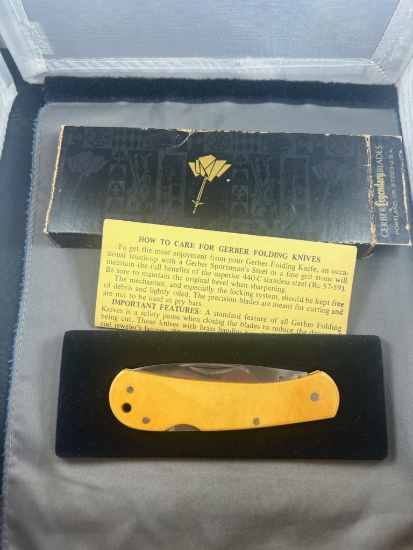 GERBER Legendary BLADES
PORTLAND, OR 97223 U.S.A.
HOW TO CARE FOR GERBER FOLDING KNIVES
To get the most enjoyment from your Gerber Folding Knife, an occa-
sional touch-up with a Gerber Sportsman's Steel or a fine grit stone will
maintain the full benefits of the superior 440-C stainless steel (Rc 57-59).
Be sure to maintain the original bevel when sharpening.
The mechanism, and especially the locking system, should be kept free
of debris and lightly oiled. The precision blades are meant for cutting and
are not to be used as pry bars.
IMPORTANT FEATURES: A standard feature of all Gerber Folding
Knives is a safety pause when closing the blades to reduce the
being cut. Those knives with brass handles